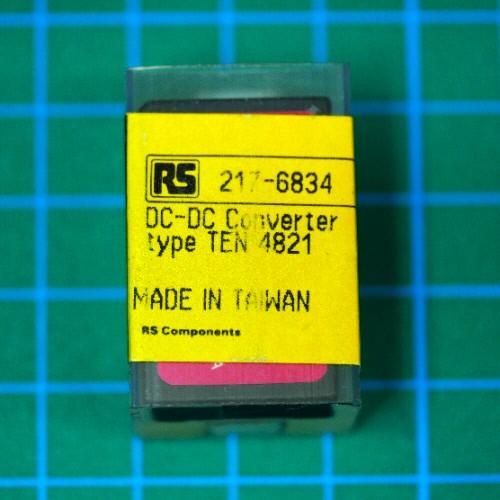 RS 217-6834
DC-DC Converter
type TEN 4821
MADE IN TAIWAN
RS Components